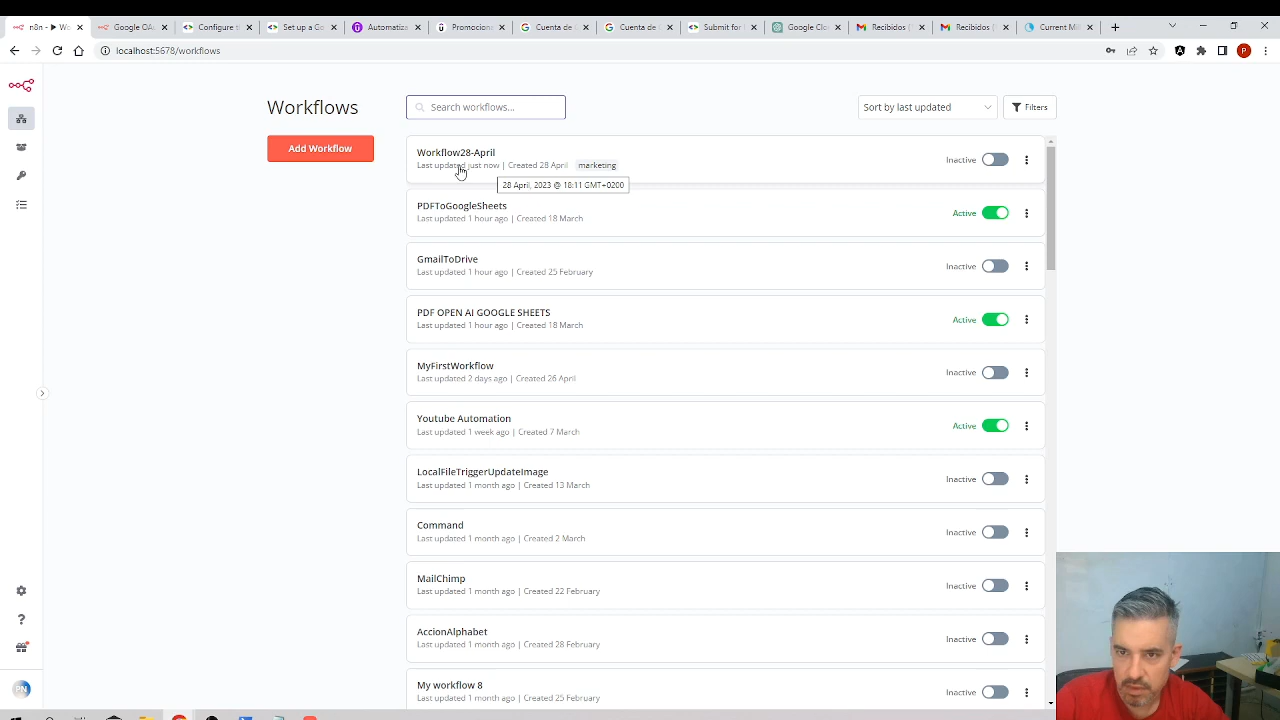 n8n - ▶ Wo
Google OA
Configure
Set up a Go
Automatiza
Promocion
Cuenta de
Cuenta de
Submit for
Google Clo
Recibidos
Recibidos
Current Mil
localhost:5678/workflows
Workflows
Search workflows...
Sort by last updated
Filters
Add Workflow
Workflow28-April
Last updated just now | Created 28 April
marketing
Inactive
28 April, 2023 @ 18:11 GMT+0200
PDFToGoogleSheets
Last updated 1 hour ago | Created 18 March
Active
GmailToDrive
Last updated 1 hour ago | Created 25 February
Inactive
PDF OPEN AI GOOGLE SHEETS
Last updated 1 hour ago | Created 18 March
Active
MyFirstWorkflow
Last updated 2 days ago | Created 26 April
Inactive
Youtube Automation
Last updated 1 week ago | Created 7 March
Active
LocalFileTriggerUpdateImage
Last updated 1 month ago | Created 13 March
Inactive
Command
Last updated 1 month ago | Created 2 March
Inactive
MailChimp
Last updated 1 month ago | Created 22 February
Inactive
AccionAlphabet
Last updated 1 month ago | Created 28 February
Inactive
My workflow 8
Last updated 1 month ago | Created 25 February
Inactive
PN
P